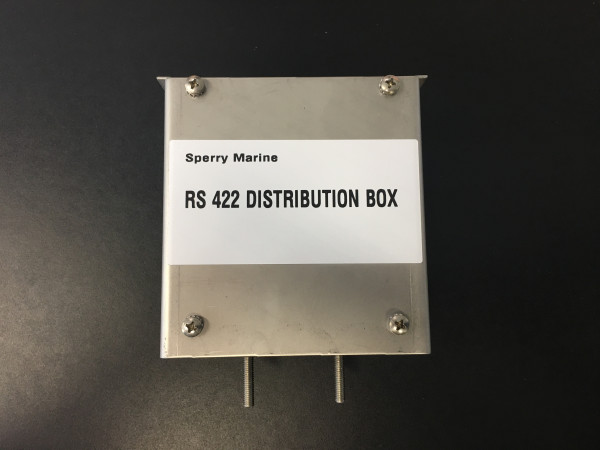 Sperry Marine
RS 422 DISTRIBUTION BOX